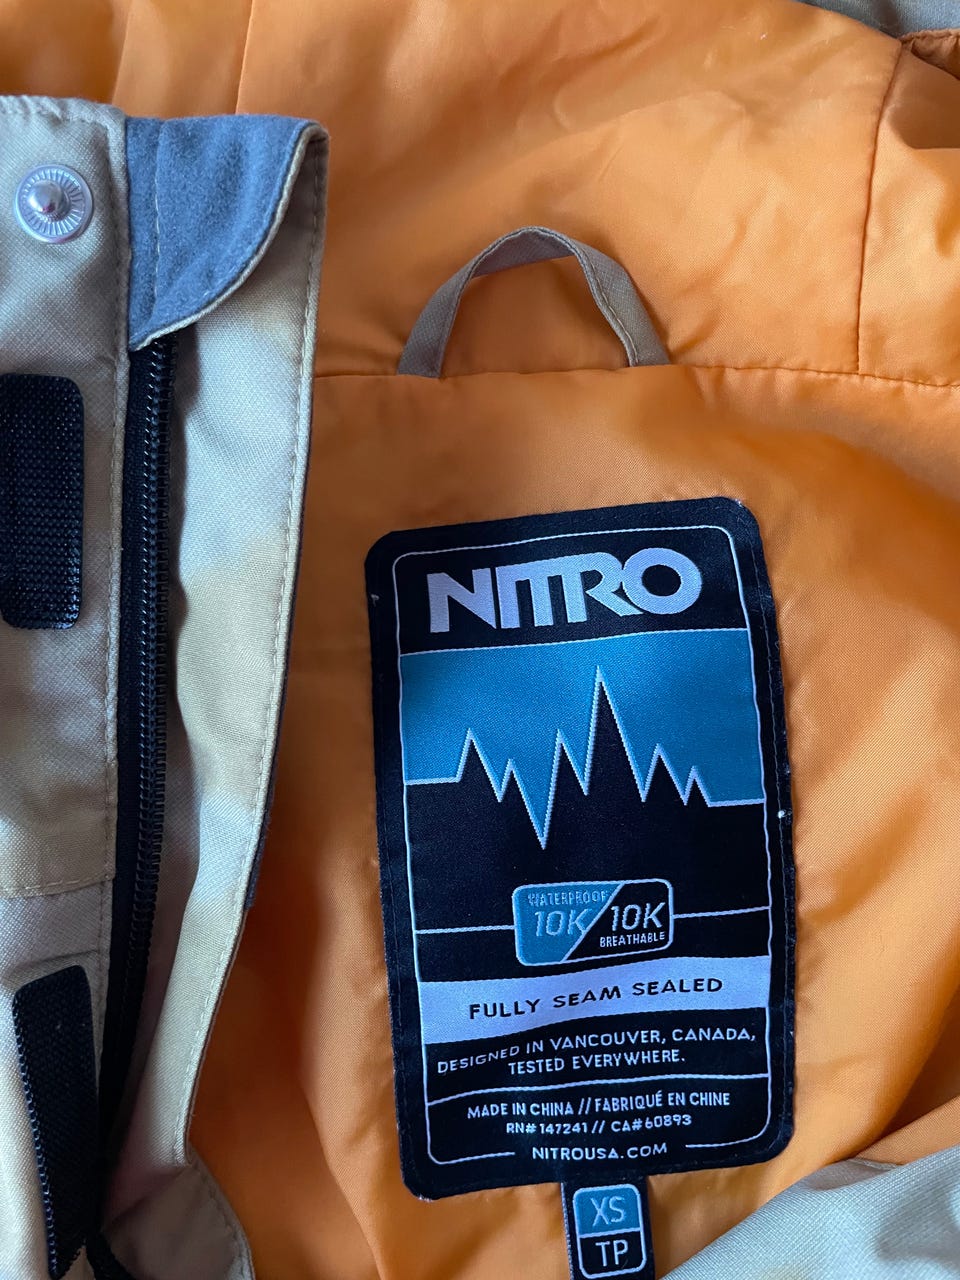 NITRO
WATERPROOF
10K
10K
BREATHABLE
FULLY SEAM SEALED
DESIGNED IN VANCOUVER, CANADA,
TESTED EVERYWHERE.
MADE IN CHINA // FABRIQUÉ EN CHINE
RN# 147241 // CA#60893
NITROUSA.COM
XS
TP